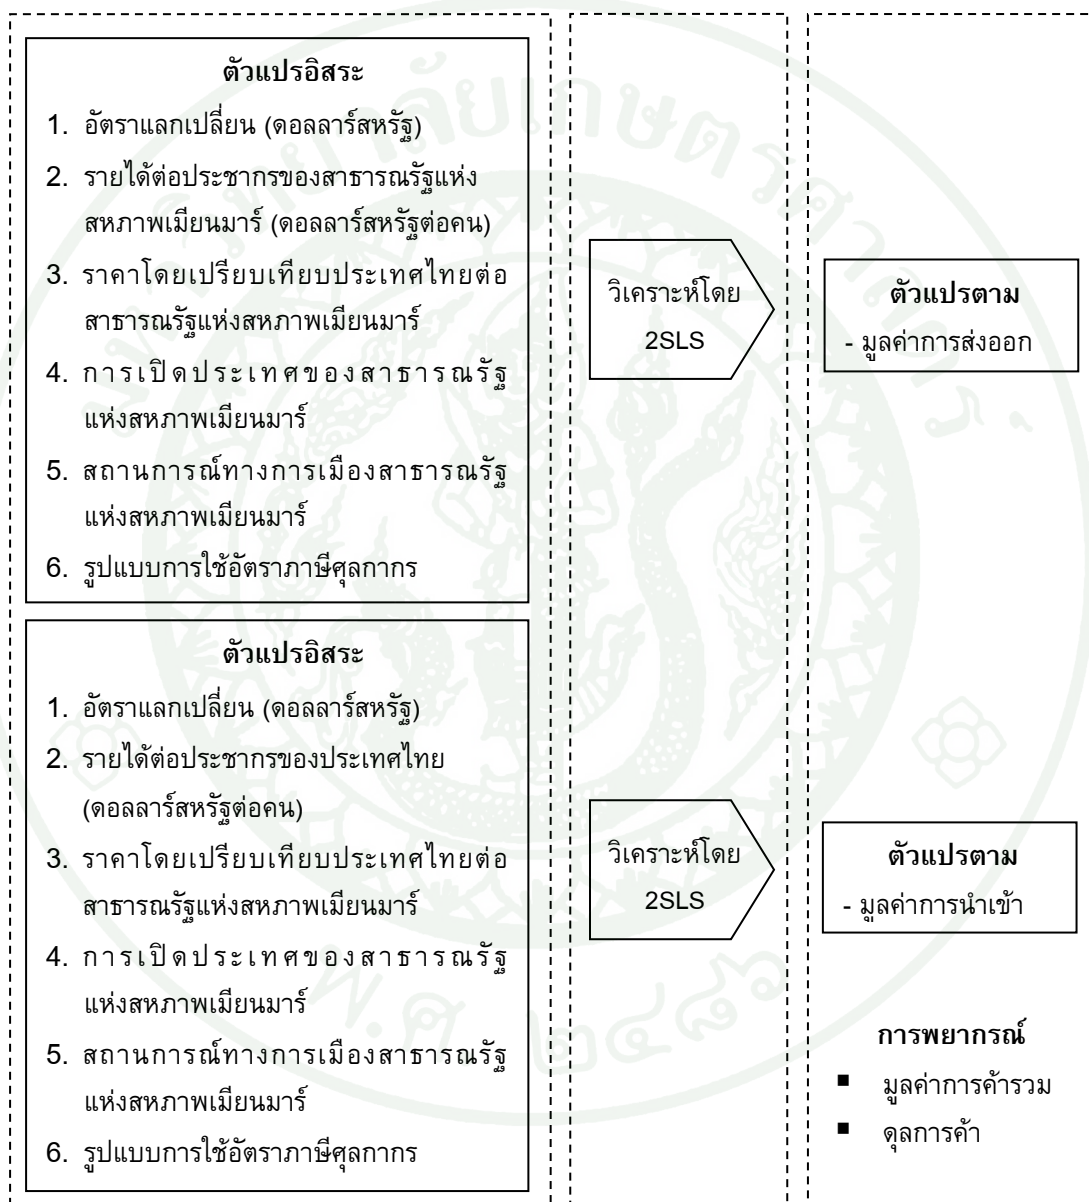 ตัวแปรอิสระ
1. อัตราแลกเปลี่ยน (ดอลลาร์สหรัฐ)
2. รายได้ต่อประชากรของสาธารณรัฐแห่ง
สหภาพเมียนมาร์ (ดอลลาร์สหรัฐต่อคน)
3. ราคาโดยเปรียบเทียบประเทศไทยต่อ
สาธารณรัฐแห่งสหภาพเมียนมาร์
4. การเปิดประเทศของสาธารณรัฐ
แห่งสหภาพเมียนมาร์
5. สถานการณ์ทางการเมืองสาธารณรัฐ
แห่งสหภาพเมียนมาร์
6. รูปแบบการใช้อัตราภาษีศุลกากร
วิเคราะห์โดย
2SLS
ตัวแปรตาม
- มูลค่าการส่งออก
ตัวแปรอิสระ
1. อัตราแลกเปลี่ยน (ดอลลาร์สหรัฐ)
2. รายได้ต่อประชากรของประเทศไทย
(ดอลลาร์สหรัฐต่อคน)
3. ราคาโดยเปรียบเทียบประเทศไทยต่อ
สาธารณรัฐแห่งสหภาพเมียนมาร์
4. การเปิดประเทศของสาธารณรัฐ
แห่งสหภาพเมียนมาร์
5. สถานการณ์ทางการเมืองสาธารณรัฐ
แห่งสหภาพเมียนมาร์
6. รูปแบบการใช้อัตราภาษีศุลกากร
วิเคราะห์โดย
2SLS
ตัวแปรตาม
- มูลค่าการนำเข้า
การพยากรณ์
▪ มูลค่าการค้ารวม
▪ ดุลการค้า
มหาวิทยาลัยเกษตรศาสตร์
พ.ศ. ๒๔๘๖